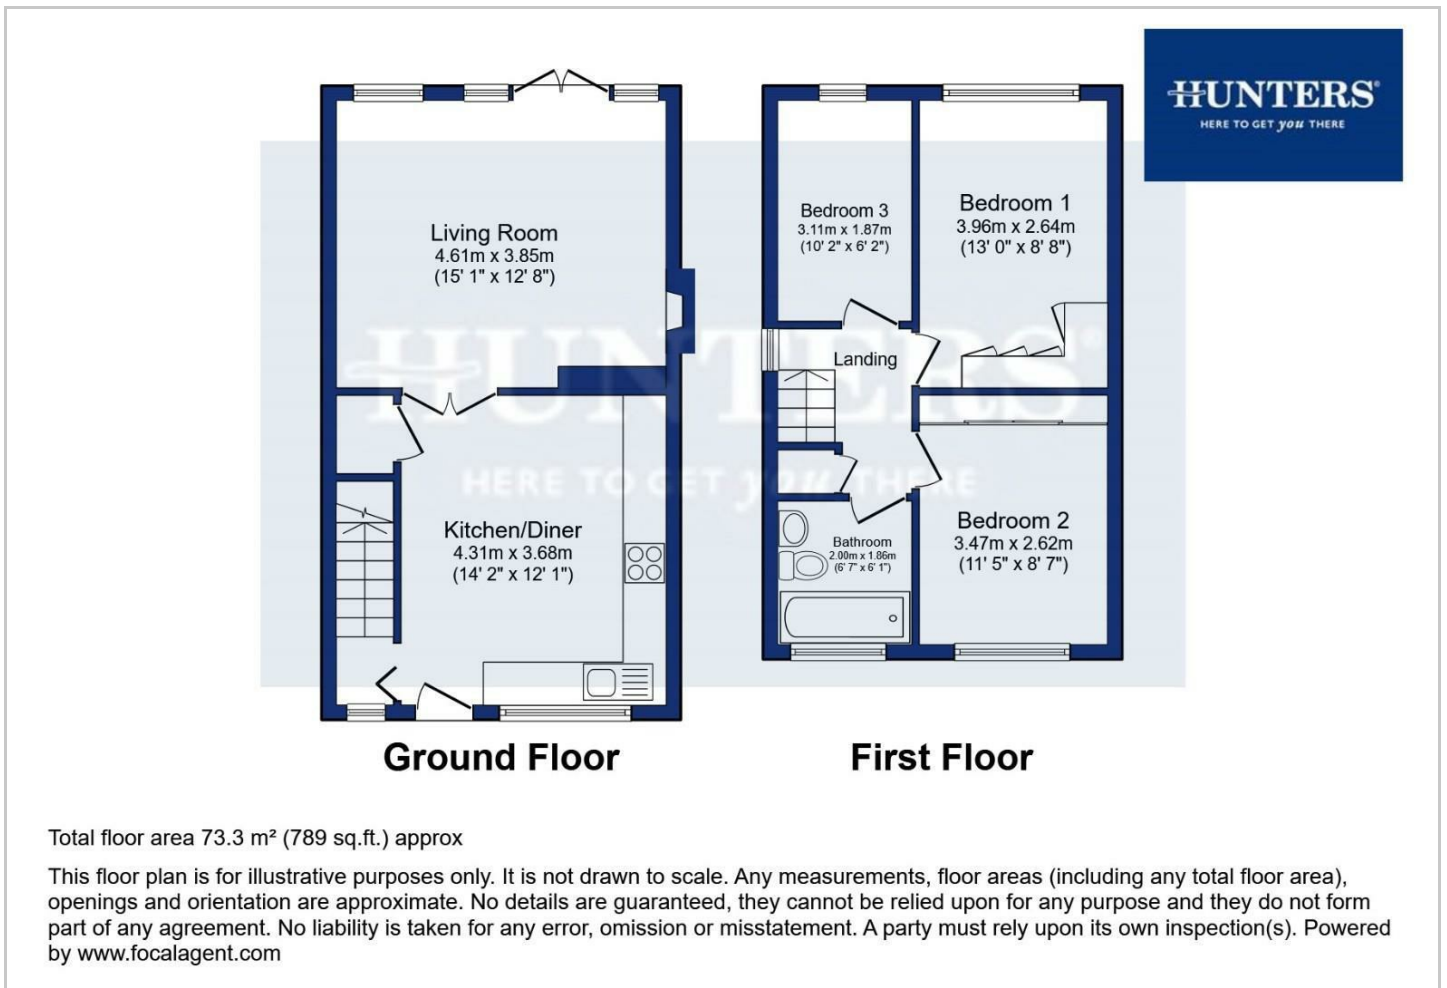 HUNTERS®
HERE TO GET you THERE
Living Room
4.61m x 3.85m
(15' 1" x 12' 8")
Bedroom 3
3.11m x 1.87m
(10' 2" x 6' 2")
Bedroom 1
3.96m x 2.64m
(13' 0" x 8' 8")
Landing
HUNTERS®
HERE TO GET you THERE
Kitchen/Diner
4.31m x 3.68m
(14' 2" x 12' 1")
Bathroom
2.00m x 1.86m
(6' 7" x 6' 1")
Bedroom 2
3.47m x 2.62m
(11' 5" x 8' 7")
Ground Floor
First Floor
Total floor area 73.3 m² (789 sq.ft.) approx
This floor plan is for illustrative purposes only. It is not drawn to scale. Any measurements, floor areas (including any total floor area),
openings and orientation are approximate. No details are guaranteed, they cannot be relied upon for any purpose and they do not form
part of any agreement. No liability is taken for any error, omission or misstatement. A party must rely upon its own inspection(s). Powered
by www.focalagent.com